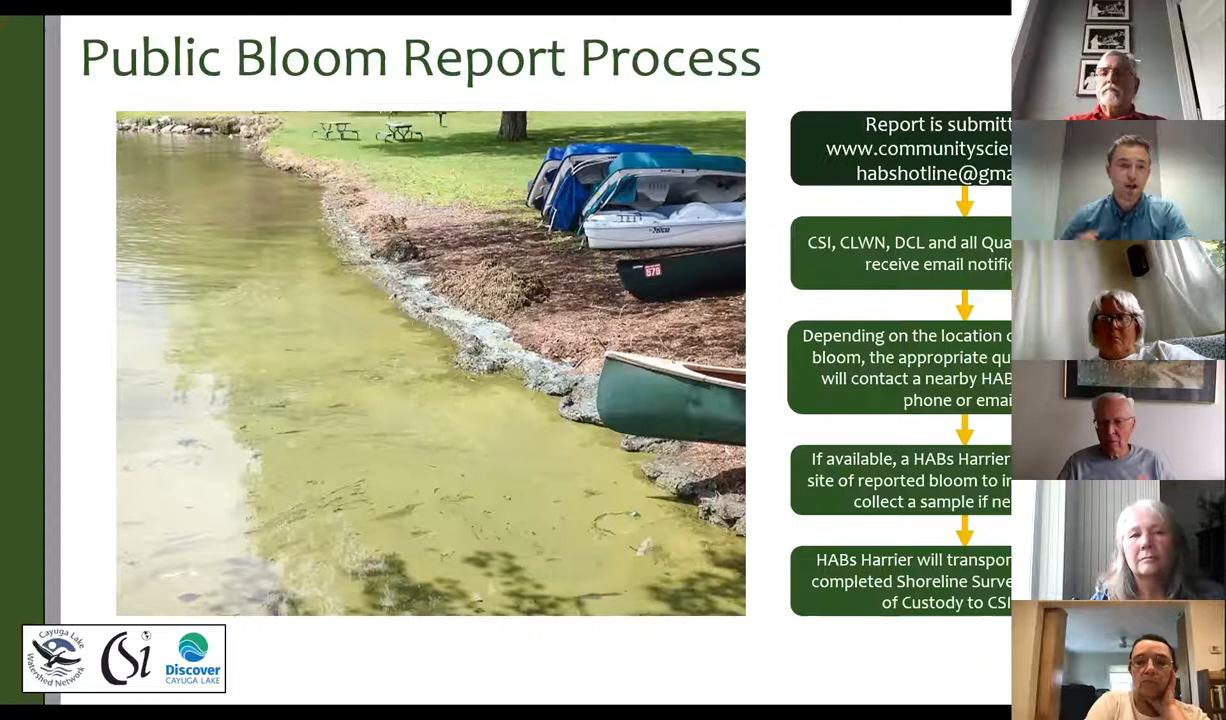 Public Bloom Report Process
Report is submitt
www.communityscien
habshotline@gma
CSI, CLWN, DCL and all Qua
receive email notific
Depending on the location o
bloom, the appropriate qu
will contact a nearby HAB
phone or emai
If available, a HABs Harrier
site of reported bloom to in
collect a sample if ne
HABs Harrier will transpor
completed Shoreline Surve
of Custody to CSI
Pelican
579
Cayuga Lake
Watershed Network
CSi
Discover
CAYUGA LAKE